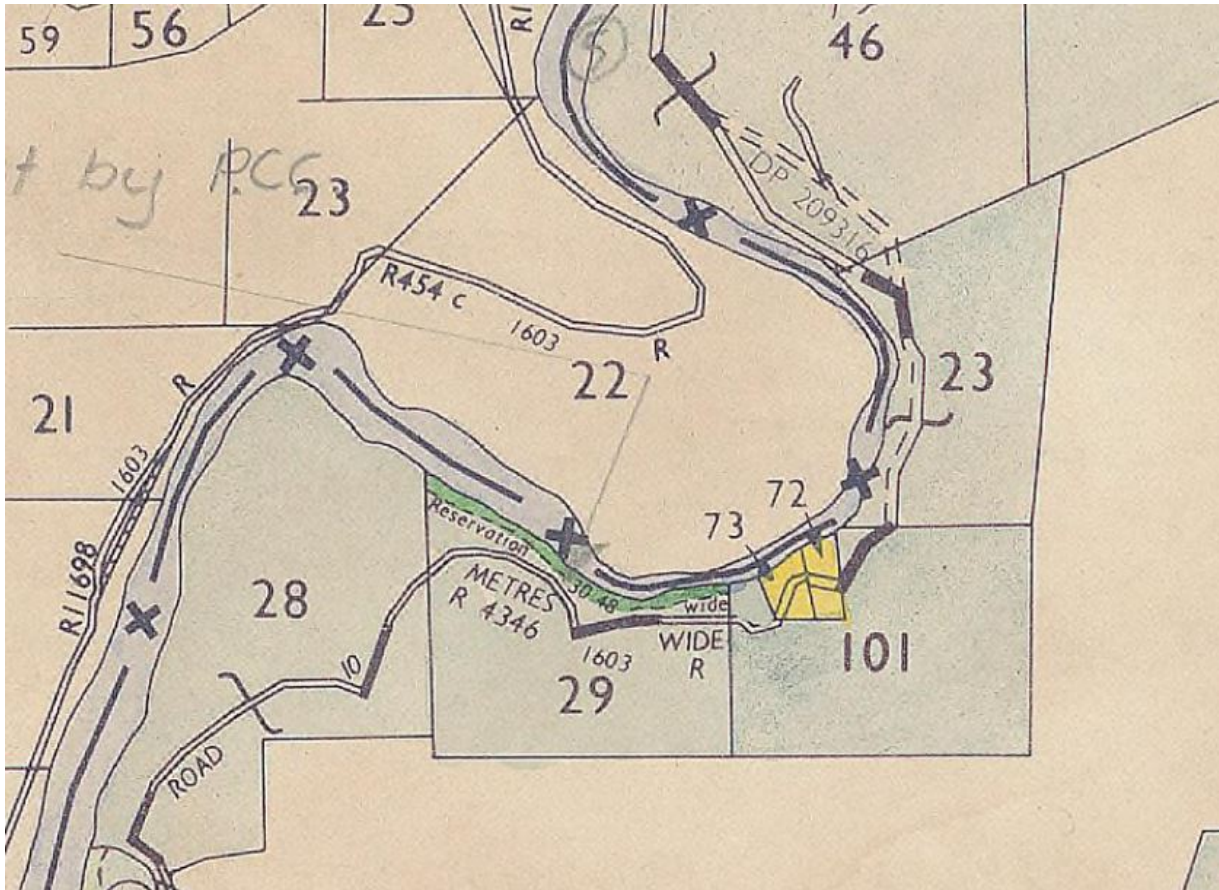 59
56
25
46
t by P.C.C
23
DP 209316
R454 c
1603
R
22
23
R
21
1603
72
73
Reservation
R11698
METRES
30·48
wide
28
R 4346
WIDE
R
1603
101
10
29
ROAD